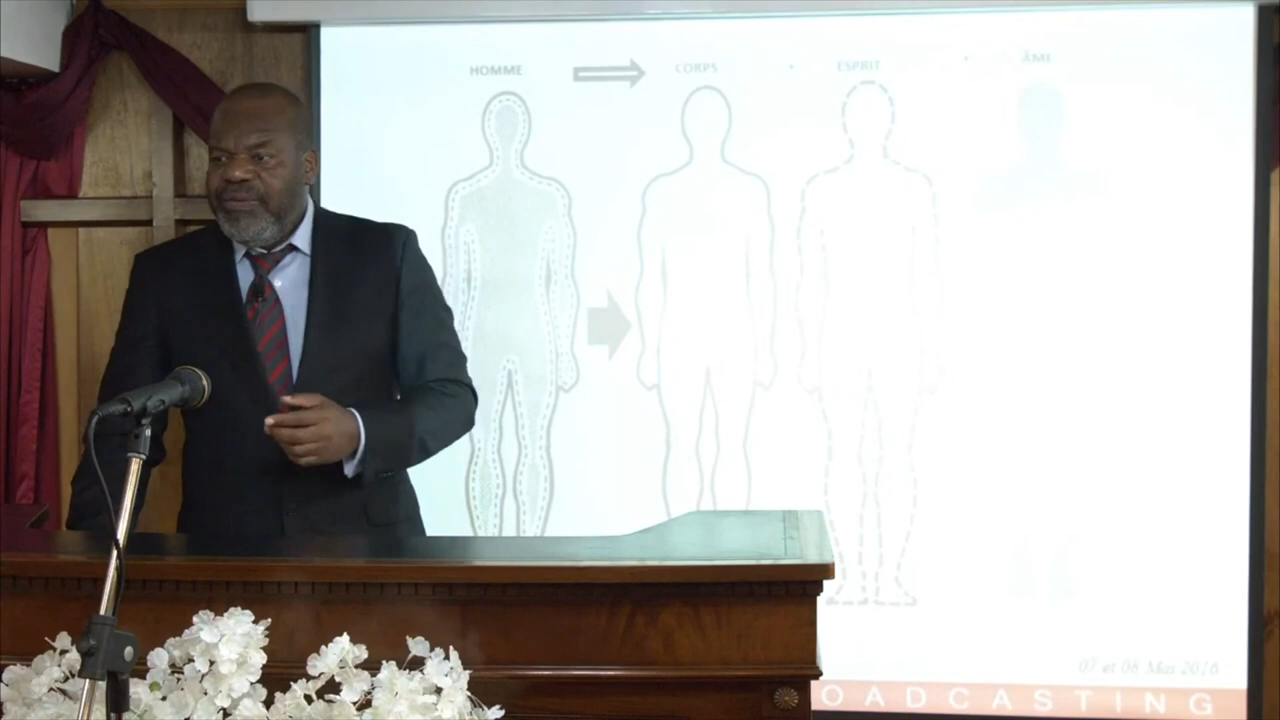 HOMME
CORPS
ESPRIT
ÂME
07 et 08 Mai 2016
OADCASTING